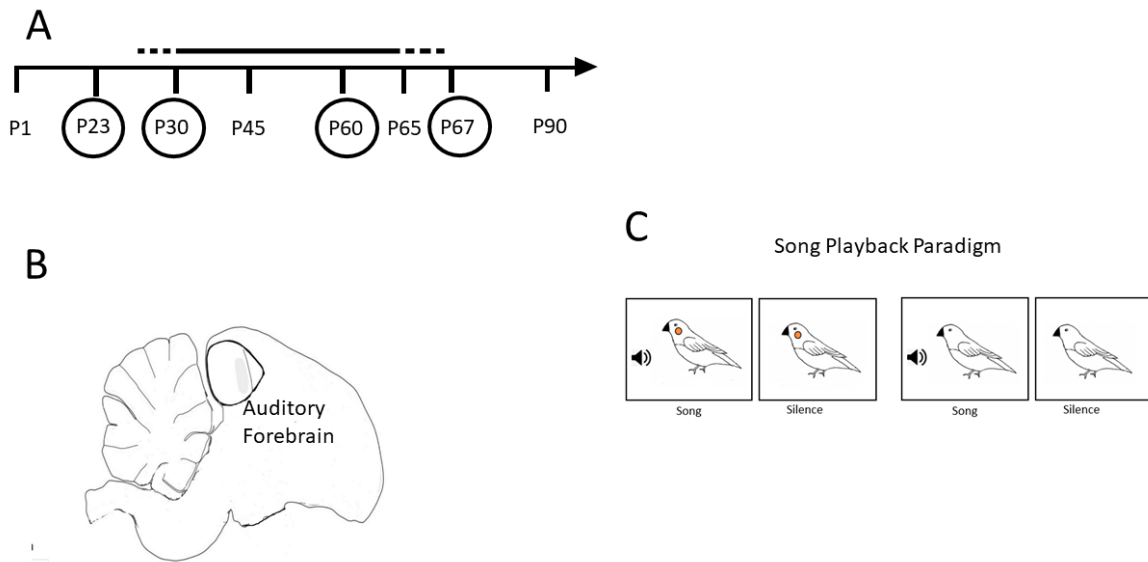 A
P1 P23 P30 P45 P60 P65 P67 P90
B
Auditory
Forebrain
C
Song Playback Paradigm
Song Silence Song Silence